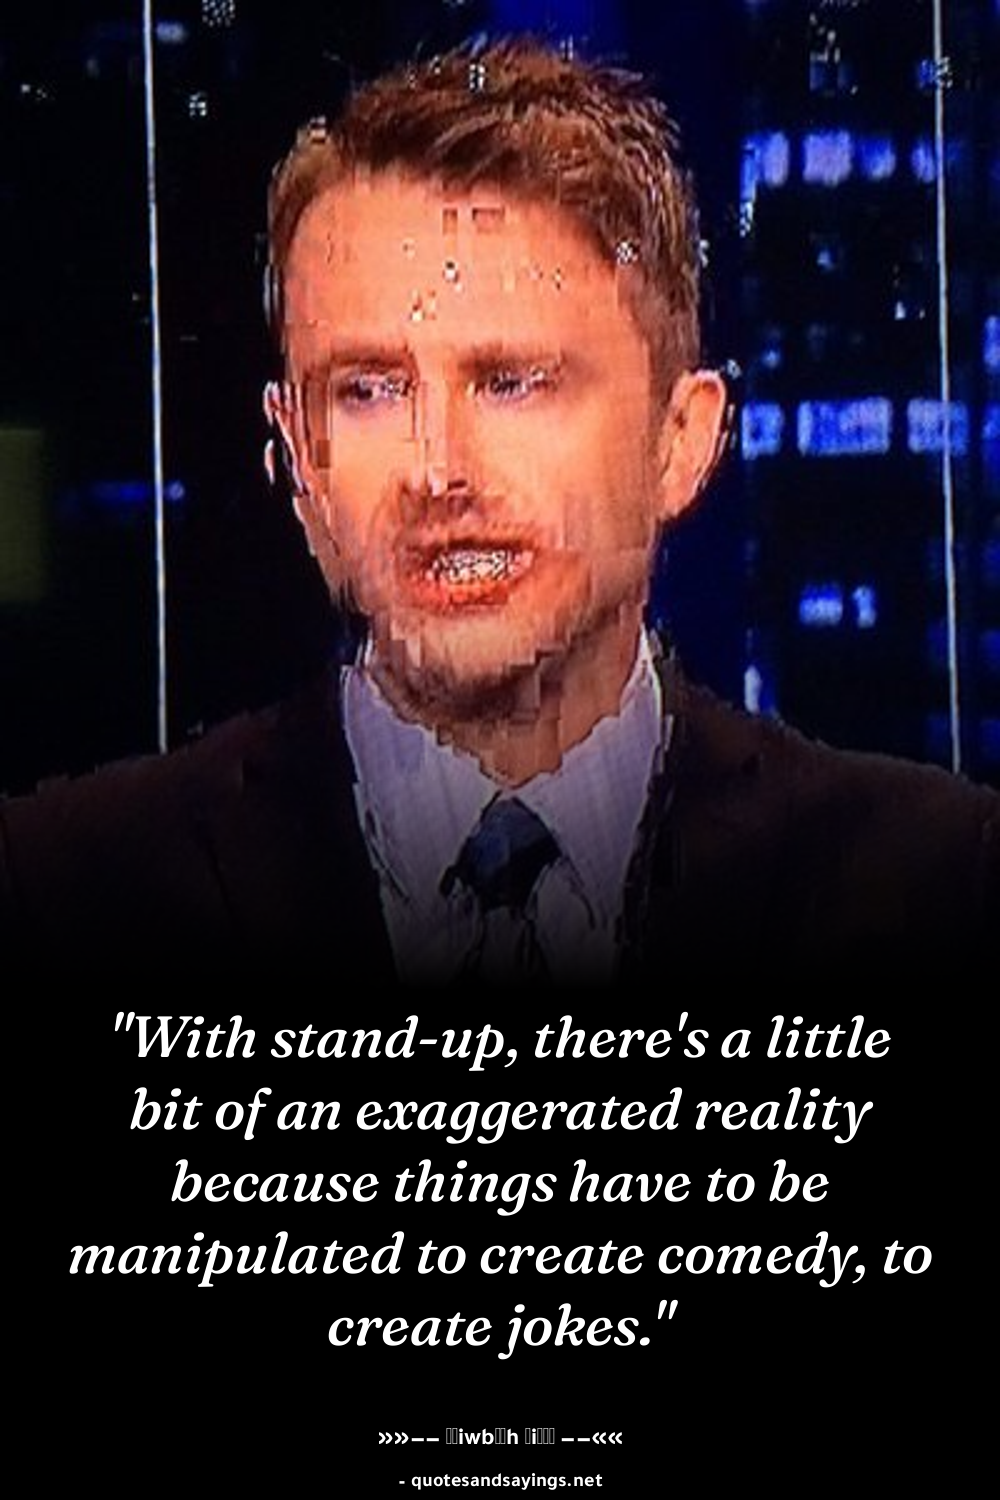 "With stand-up, there's a little
bit of an exaggerated reality
because things have to be
manipulated to create comedy, to
create jokes."
- quotesandsayings.net